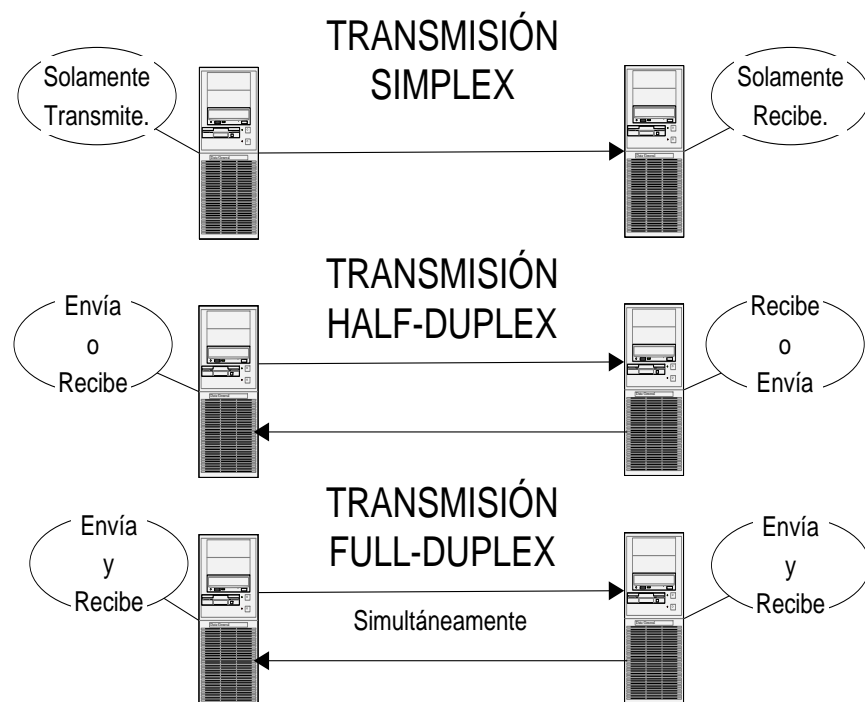 TRANSMISIÓN
SIMPLEX
Solamente
Transmite.
Solamente
Recibe.
TRANSMISIÓN
HALF-DUPLEX
Envía
o
Recibe
Recibe
o
Envía
TRANSMISIÓN
FULL-DUPLEX
Envía
y
Recibe
Simultáneamente
Envía
y
Recibe